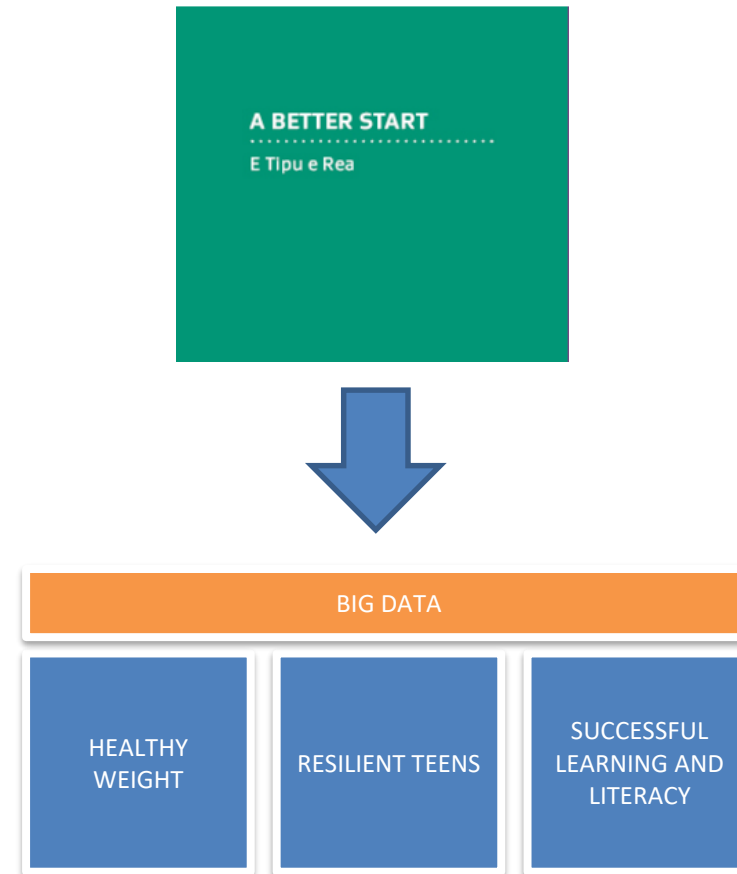 A BETTER START
E Tipu e Rea
BIG DATA
HEALTHY
WEIGHT
RESILIENT TEENS
SUCCESSFUL
LEARNING AND
LITERACY